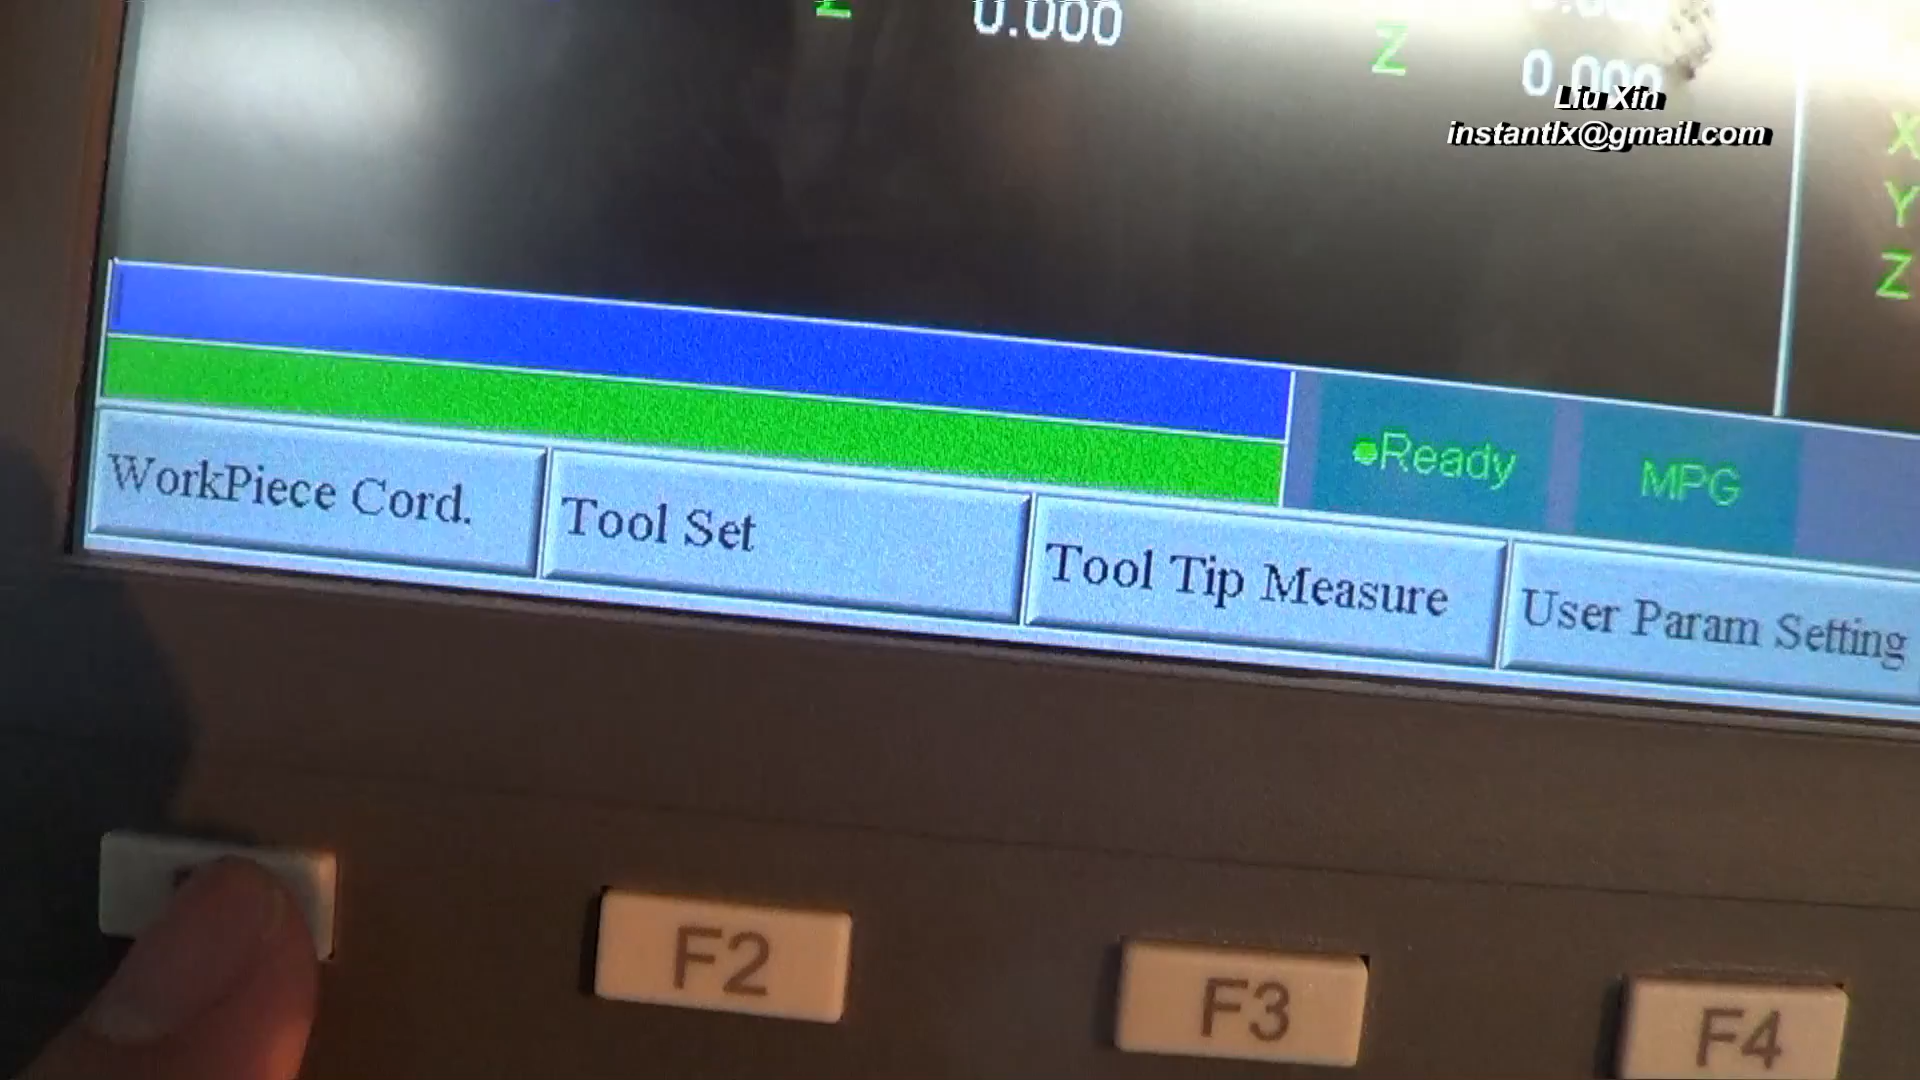 Z 0.000
Z 0.000
Liu Xin
instantlx@gmail.com
X
Y
Z
Ready MPG
WorkPiece Cord. Tool Set Tool Tip Measure User Param Setting
F2 F3 F4